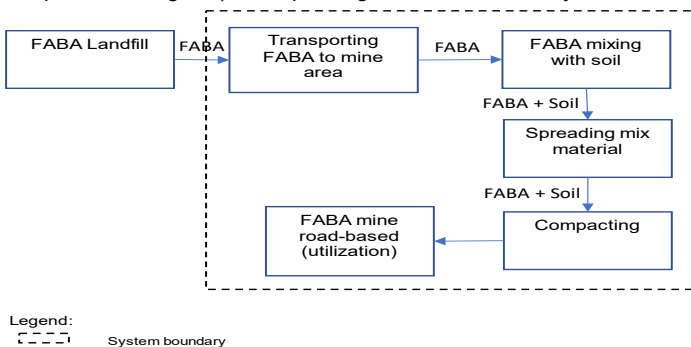 FABA Landfill
FABA
Transporting
FABA to mine
area
FABA
FABA mixing
with soil
FABA + Soil
Spreading mix
material
FABA + Soil
Compacting
FABA mine
road-based
(utilization)
Legend:
System boundary